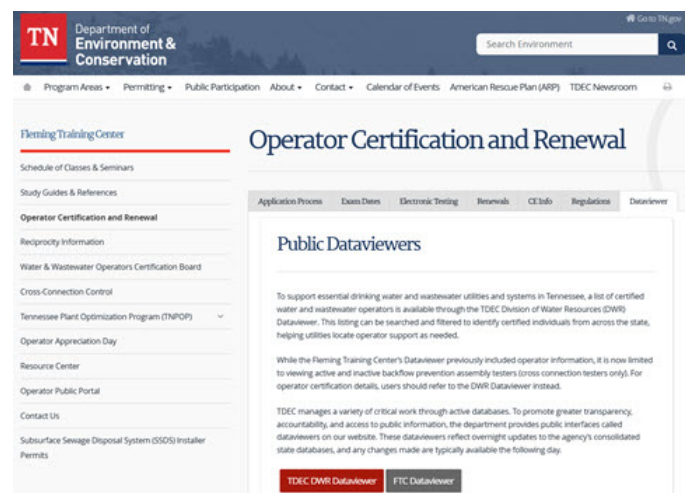 Go to TN.gov
TN
Department of
Environment &
Conservation
Search Environment
Program Areas
Permitting
Public Participation
About
Contact
Calendar of Events
American Rescue Plan (ARP)
TDEC Newsroom
Fleming Training Center
Schedule of Classes & Seminars
Study Guides & References
Operator Certification and Renewal
Reciprocity Information
Water & Wastewater Operators Certification Board
Cross-Connection Control
Tennessee Plant Optimization Program (TNPOP)
Operator Appreciation Day
Resource Center
Operator Public Portal
Contact Us
Subsurface Sewage Disposal System (SSDS) Installer
Permits
Operator Certification and Renewal
Application Process
Exam Dates
Electronic Testing
Renewals
CE Info
Regulations
Dataviewer
Public Dataviewers
To support essential drinking water and wastewater utilities and systems in Tennessee, a list of certified
water and wastewater operators is available through the TDEC Division of Water Resources (DWR)
Dataviewer. This listing can be searched and filtered to identify certified individuals from across the state,
helping utilities locate operator support as needed.
While the Fleming Training Center's Dataviewer previously included operator information, it is now limited
to viewing active and inactive backflow prevention assembly testers (cross connection testers only). For
operator certification details, users should refer to the DWR Dataviewer instead.
TDEC manages a variety of critical work through active databases. To promote greater transparency,
accountability, and access to public information, the department provides public interfaces called
dataviewers on our website. These dataviewers reflect overnight updates to the agency's consolidated
state databases, and any changes made are typically available the following day.
TDEC DWR Dataviewer
FTC Dataviewer